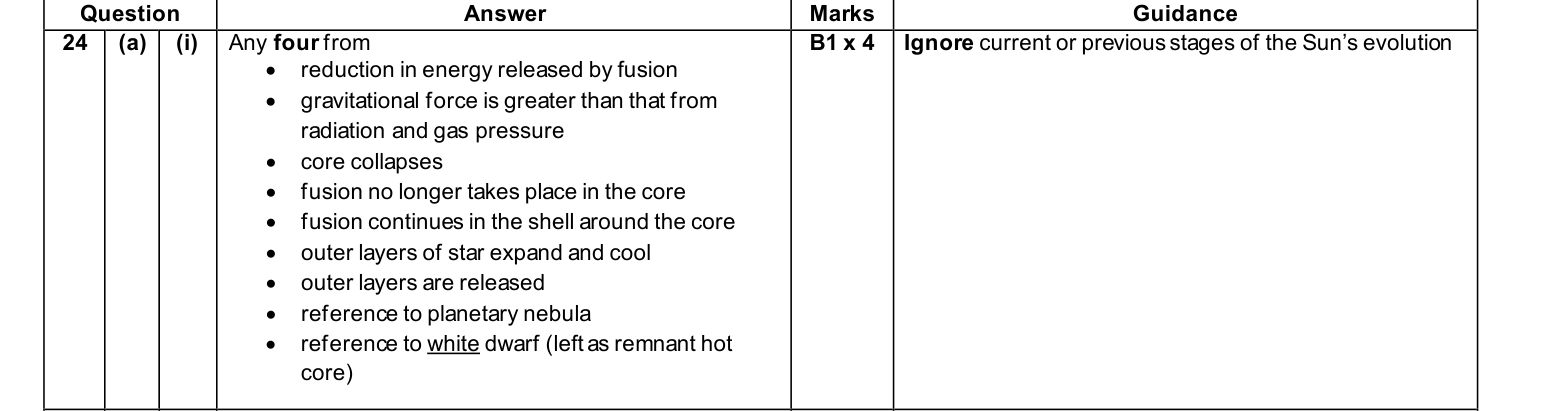 Question Answer Marks Guidance
24 (a) (i) Any four from B1 x 4 Ignore current or previous stages of the Sun's evolution
• reduction in energy released by fusion
• gravitational force is greater than that from
radiation and gas pressure
• core collapses
• fusion no longer takes place in the core
• fusion continues in the shell around the core
• outer layers of star expand and cool
• outer layers are released
• reference to planetary nebula
• reference to white dwarf (left as remnant hot
core)